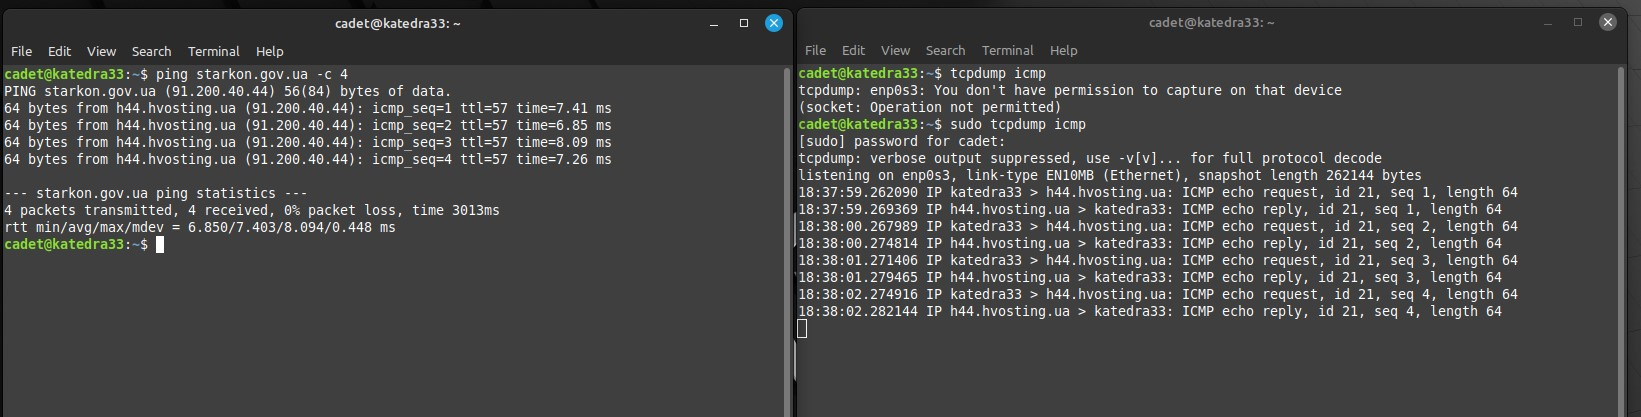 cadet@katedra33: ~
File Edit View Search Terminal Help
cadet@katedra33:~$ ping starkon.gov.ua -c 4
PING starkon.gov.ua (91.200.40.44) 56(84) bytes of data.
64 bytes from h44.hvosting.ua (91.200.40.44): icmp_seq=1 ttl=57 time=7.41 ms
64 bytes from h44.hvosting.ua (91.200.40.44): icmp_seq=2 ttl=57 time=6.85 ms
64 bytes from h44.hvosting.ua (91.200.40.44): icmp_seq=3 ttl=57 time=8.09 ms
64 bytes from h44.hvosting.ua (91.200.40.44): icmp_seq=4 ttl=57 time=7.26 ms
--- starkon.gov.ua ping statistics ---
4 packets transmitted, 4 received, 0% packet loss, time 3013ms
rtt min/avg/max/mdev = 6.850/7.403/8.094/0.448 ms
cadet@katedra33:~$
cadet@katedra33: ~
File Edit View Search Terminal Help
cadet@katedra33:~$ tcpdump icmp
tcpdump: enp0s3: You don't have permission to capture on that device
(socket: Operation not permitted)
cadet@katedra33:~$ sudo tcpdump icmp
[sudo] password for cadet:
tcpdump: verbose output suppressed, use -v[v]... for full protocol decode
listening on enp0s3, link-type EN10MB (Ethernet), snapshot length 262144 bytes
18:37:59.262090 IP katedra33 > h44.hvosting.ua: ICMP echo request, id 21, seq 1, length 64
18:37:59.269369 IP h44.hvosting.ua > katedra33: ICMP echo reply, id 21, seq 1, length 64
18:38:00.267989 IP katedra33 > h44.hvosting.ua: ICMP echo request, id 21, seq 2, length 64
18:38:00.274814 IP h44.hvosting.ua > katedra33: ICMP echo reply, id 21, seq 2, length 64
18:38:01.271406 IP katedra33 > h44.hvosting.ua: ICMP echo request, id 21, seq 3, length 64
18:38:01.279465 IP h44.hvosting.ua > katedra33: ICMP echo reply, id 21, seq 3, length 64
18:38:02.274916 IP katedra33 > h44.hvosting.ua: ICMP echo request, id 21, seq 4, length 64
18:38:02.282144 IP h44.hvosting.ua > katedra33: ICMP echo reply, id 21, seq 4, length 64